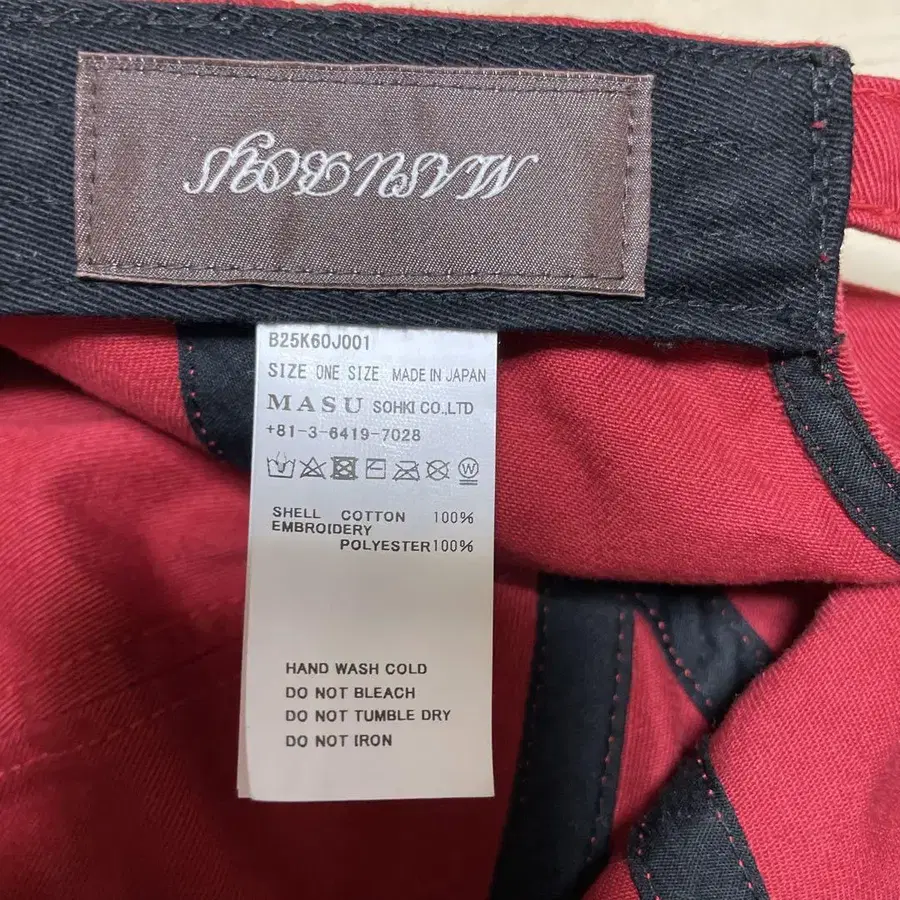 MASUBOYS
B25K60J001
SIZE ONE SIZE MADE IN JAPAN
MASU SOHKI CO.,LTD
+81-3-6419-7028
W
SHELL COTTON 100%
EMBROIDERY
POLYESTER100%
HAND WASH COLD
DO NOT BLEACH
DO NOT TUMBLE DRY
DO NOT IRON